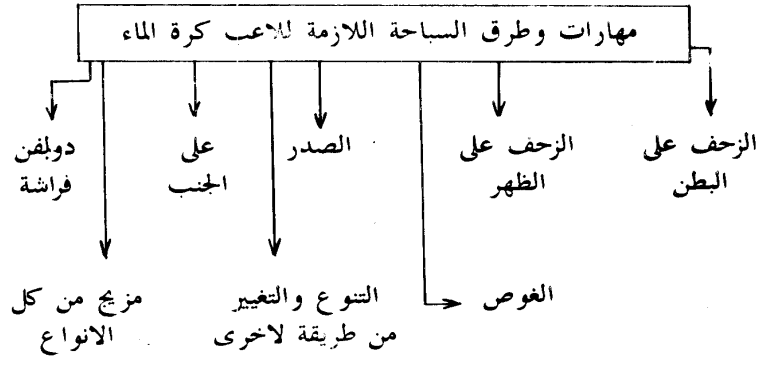 مهارات وطرق السباحة اللازمة للاعب كرة الماء
الزحف على
البطن
الزحف على
الظهر
الصدر
على
الجنب
دولفن
فراشة
الغوص
التنوع والتغيير
من طريقة لاخرى
مزيج من كل
الانواع